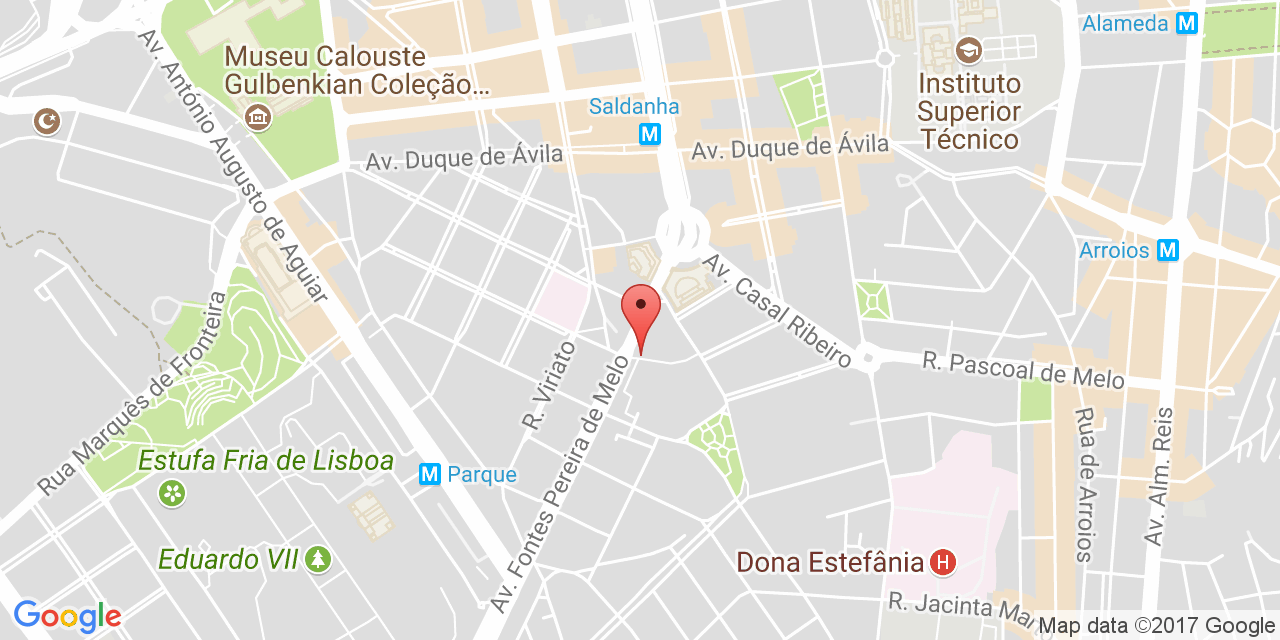 Alameda
M
Av. António Augusto de Aguiar
Museu Calouste
Gulbenkian Coleção...
Instituto
Superior
Técnico
Saldanha
M
Av. Duque de Ávila
Av. Duque de Ávila
Arroios M
Av. Casal Ribeiro
Rua Marquês de Fronteira
R. Viriato
R. Pascoal de Melo
Av. Fontes Pereira de Melo
Rua de Arroios
Av. Alm. Reis
Estufa Fria de Lisboa
M Parque
Eduardo VII
Dona Estefânia H
R. Jacinta Mar
Google
Map data ©2017 Google